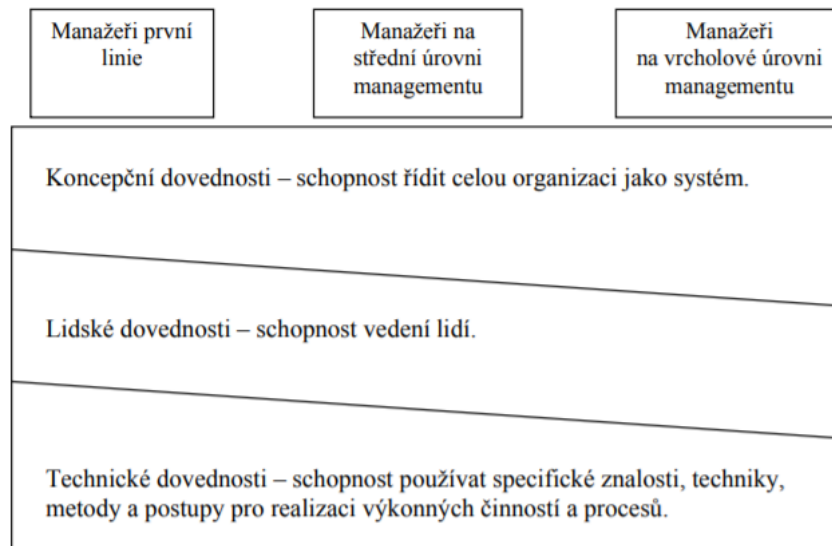 Manažeři první
linie
Manažeři na
střední úrovni
managementu
Manažeři
na vrcholové úrovni
managementu
Koncepční dovednosti – schopnost řídit celou organizaci jako systém.
Lidské dovednosti – schopnost vedení lidí.
Technické dovednosti – schopnost používat specifické znalosti, techniky,
metody a postupy pro realizaci výkonných činností a procesů.